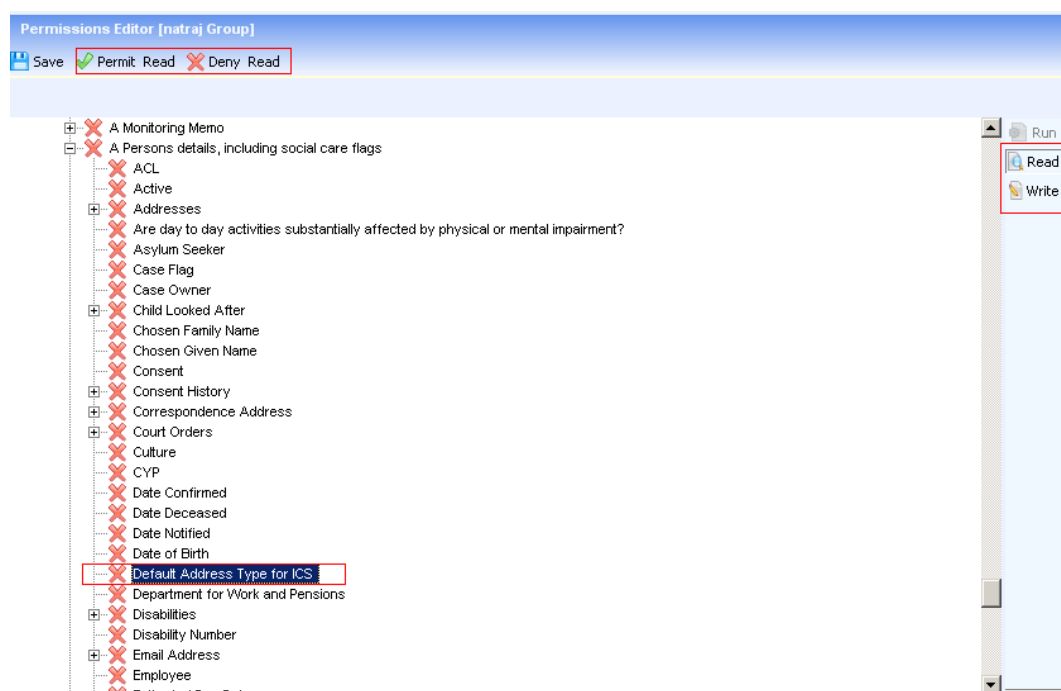 Permissions Editor [natraj Group]
Save Permit Read Deny Read
A Monitoring Memo
Run
A Persons details, including social care flags
Read
ACL
Active
Write
Addresses
Are day to day activities substantially affected by physical or mental impairment?
Asylum Seeker
Case Flag
Case Owner
Child Looked After
Chosen Family Name
Chosen Given Name
Consent
Consent History
Correspondence Address
Court Orders
Culture
CYP
Date Confirmed
Date Deceased
Date Notified
Date of Birth
Default Address Type for ICS
Department for Work and Pensions
Disabilities
Disability Number
Email Address
Employee